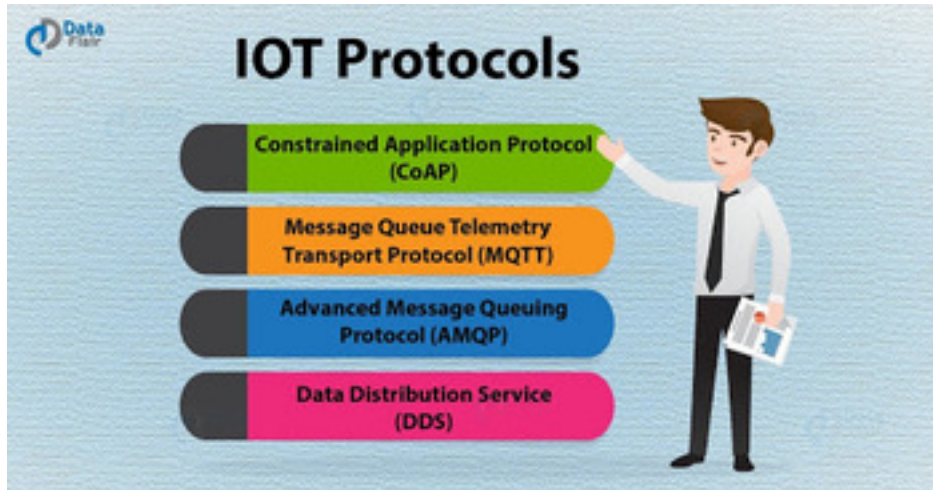 Data
Flair
IOT Protocols
Constrained Application Protocol
(CoAP)
Message Queue Telemetry
Transport Protocol (MQTT)
Advanced Message Queuing
Protocol (AMQP)
Data Distribution Service
(DDS)